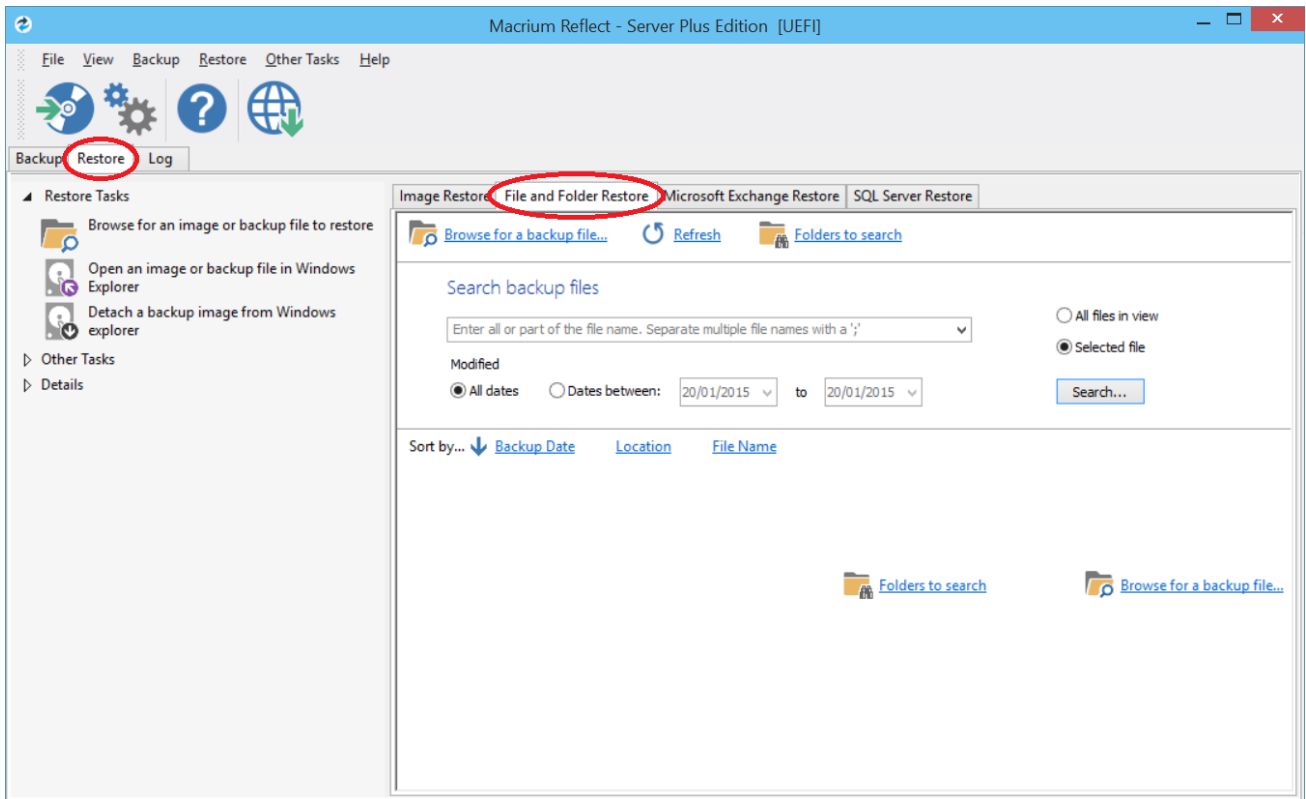 Macrium Reflect - Server Plus Edition [UEFI]
File View Backup Restore Other Tasks Help
Backup Restore Log
Restore Tasks
Browse for an image or backup file to restore
Open an image or backup file in Windows
Explorer
Detach a backup image from Windows
explorer
Other Tasks
Details
Image Restore File and Folder Restore Microsoft Exchange Restore SQL Server Restore
Browse for a backup file... Refresh Folders to search
Search backup files
Enter all or part of the file name. Separate multiple file names with a ';'
All files in view
Selected file
Modified
All dates Dates between: 20/01/2015 to 20/01/2015 Search...
Sort by... Backup Date Location File Name
Folders to search Browse for a backup file...